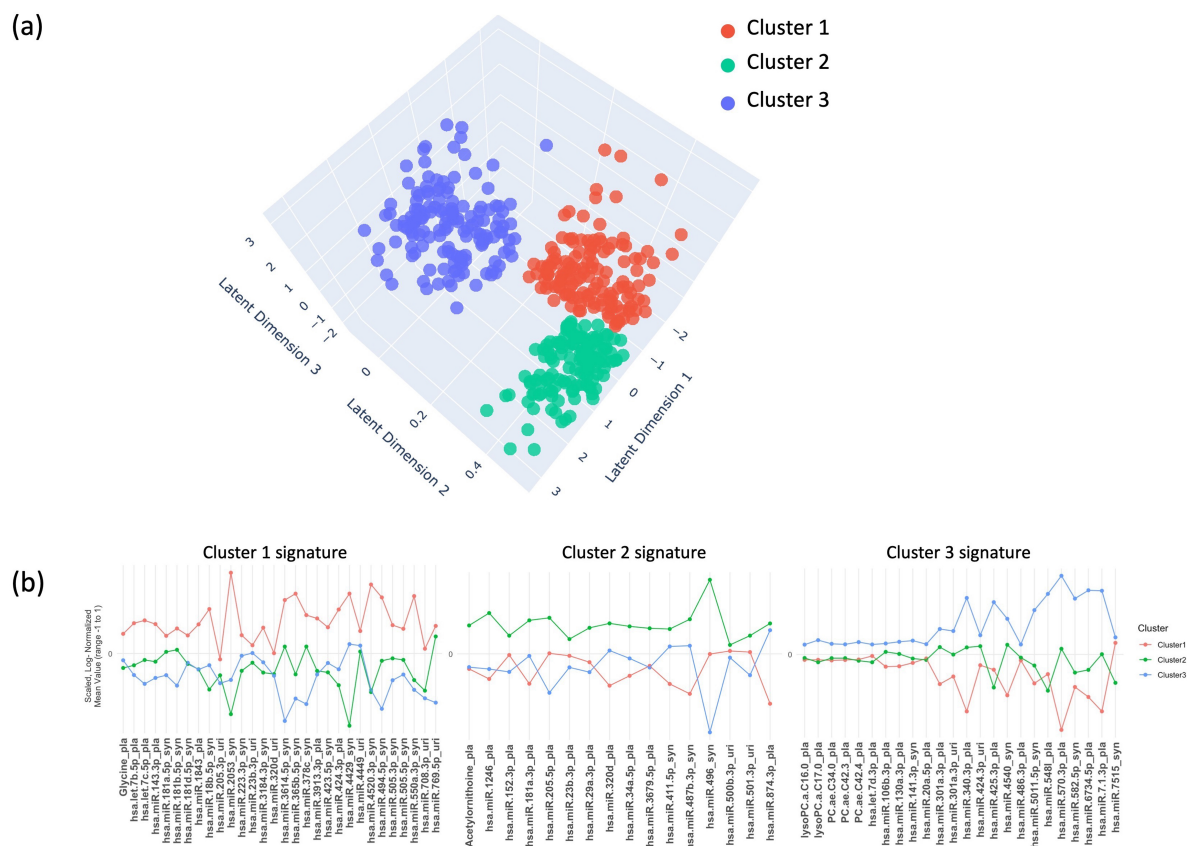 (a)
Cluster 1
Cluster 2
Cluster 3
3
2
1
0
−1
−2
Latent Dimension 3
0
0.2
0.4
Latent Dimension 2
−2
−1
0
1
2
3
Latent Dimension 1
(b)
Cluster 1 signature
Cluster 2 signature
Cluster 3 signature
Scaled, Log- Normalized
Mean Value (range -1 to 1)
0
0
0
Glycine_pla
hsa.let.7b.5p_pla
hsa.let.7c.5p_pla
hsa.miR.143.3p_pla
hsa.miR.181a.5p_syn
hsa.miR.181b.5p_syn
hsa.miR.181d.5p_syn
hsa.miR.1843_pla
hsa.miR.18b.5p_syn
hsa.miR.205.3p_uri
hsa.miR.2053_syn
hsa.miR.223.3p_syn
hsa.miR.23b.3p_uri
hsa.miR.3184.3p_syn
hsa.miR.320d_uri
hsa.miR.3614.5p_syn
hsa.miR.365b.5p_syn
hsa.miR.378c_syn
hsa.miR.3913.3p_pla
hsa.miR.423.5p_syn
hsa.miR.424.3p_pla
hsa.miR.4429_syn
hsa.miR.4449_uri
hsa.miR.4520.3p_syn
hsa.miR.494.5p_syn
hsa.miR.505.3p_syn
hsa.miR.505.5p_syn
hsa.miR.550a.3p_syn
hsa.miR.708.3p_uri
hsa.miR.769.5p_uri
Acetylornithoine_pla
hsa.miR.1246_pla
hsa.miR.152.3p_pla
hsa.miR.181a.3p_pla
hsa.miR.205.5p_pla
hsa.miR.23b.3p_pla
hsa.miR.29a.3p_pla
hsa.miR.320d_pla
hsa.miR.34a.5p_pla
hsa.miR.3679.5p_pla
hsa.miR.411.5p_syn
hsa.miR.487b.3p_syn
hsa.miR.496_syn
hsa.miR.500b.3p_uri
hsa.miR.501.3p_uri
hsa.miR.874.3p_pla
lysoPC.a.C16.0_pla
lysoPC.a.C17.0_pla
PC.ae.C34.0_pla
PC.ae.C42.3_pla
PC.ae.C42.4_pla
hsa.let.7d.3p_pla
hsa.miR.106b.3p_pla
hsa.miR.130a.3p_pla
hsa.miR.141.3p_syn
hsa.miR.20a.5p_pla
hsa.miR.301a.3p_pla
hsa.miR.301a.3p_uri
hsa.miR.340.3p_pla
hsa.miR.424.3p_uri
hsa.miR.425.3p_pla
hsa.miR.4540_syn
hsa.miR.486.3p_pla
hsa.miR.5011.5p_syn
hsa.miR.548l_pla
hsa.miR.570.3p_pla
hsa.miR.582.5p_syn
hsa.miR.6734.5p_pla
hsa.miR.7.1.3p_pla
hsa.miR.7515_syn
Cluster
Cluster1
Cluster2
Cluster3